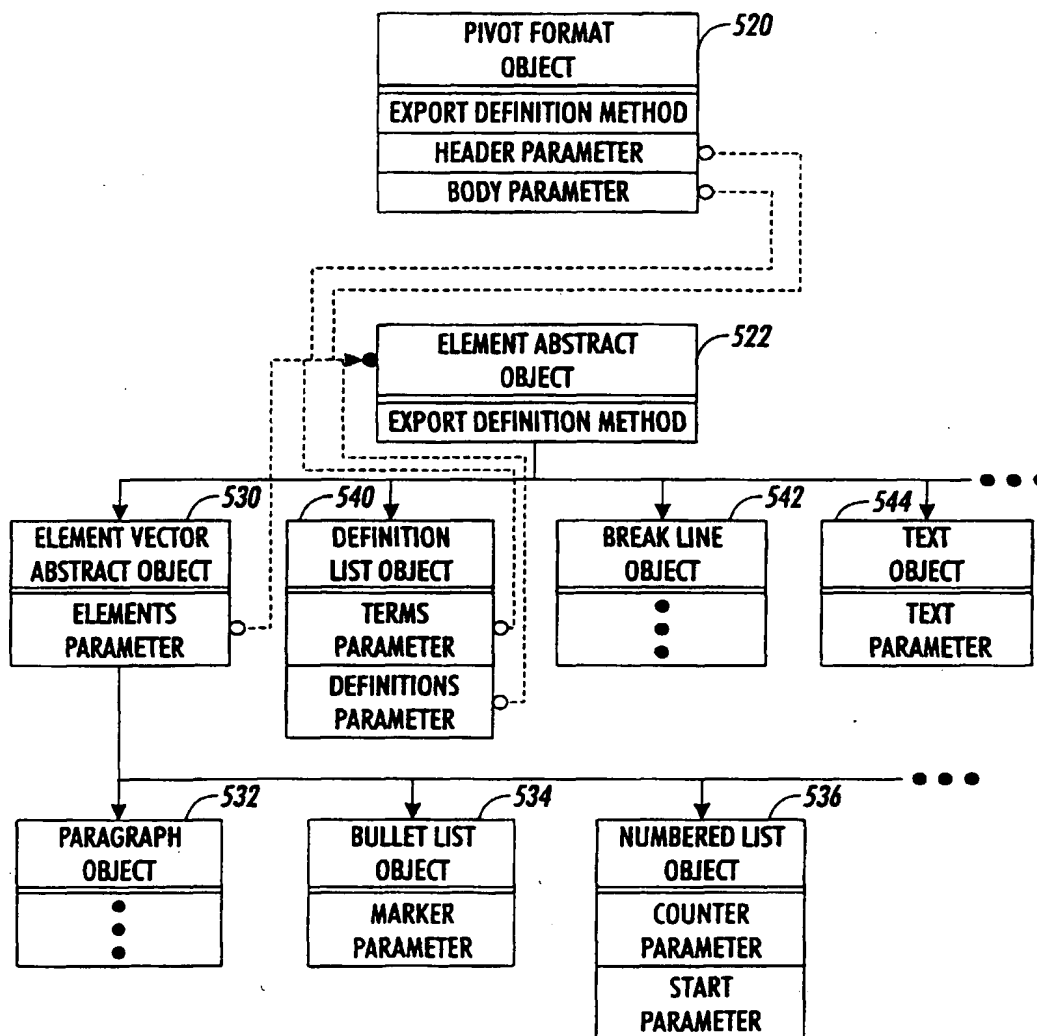 PIVOT FORMAT
OBJECT
520
EXPORT DEFINITION METHOD
HEADER PARAMETER
BODY PARAMETER
ELEMENT ABSTRACT
OBJECT
522
EXPORT DEFINITION METHOD
530
ELEMENT VECTOR
ABSTRACT OBJECT
ELEMENTS
PARAMETER
540
DEFINITION
LIST OBJECT
TERMS
PARAMETER
DEFINITIONS
PARAMETER
542
BREAK LINE
OBJECT
544
TEXT
OBJECT
TEXT
PARAMETER
532
PARAGRAPH
OBJECT
534
BULLET LIST
OBJECT
MARKER
PARAMETER
536
NUMBERED LIST
OBJECT
COUNTER
PARAMETER
START
PARAMETER